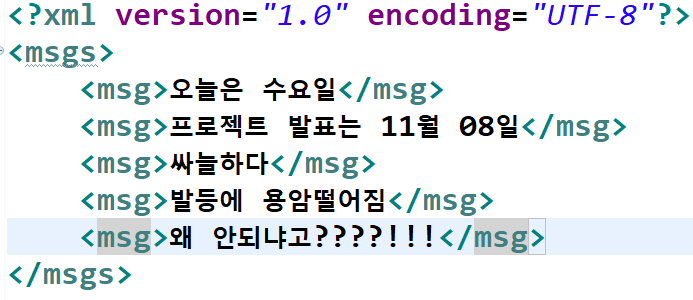 <?xml version="1.0" encoding="UTF-8"?>
<msgs>
<msg>오늘은 수요일</msg>
<msg>프로젝트 발표는 11월 08일</msg>
<msg>싸늘하다</msg>
<msg>발등에 용암떨어짐</msg>
<msg>왜 안되냐고????!!!</msg>
</msgs>